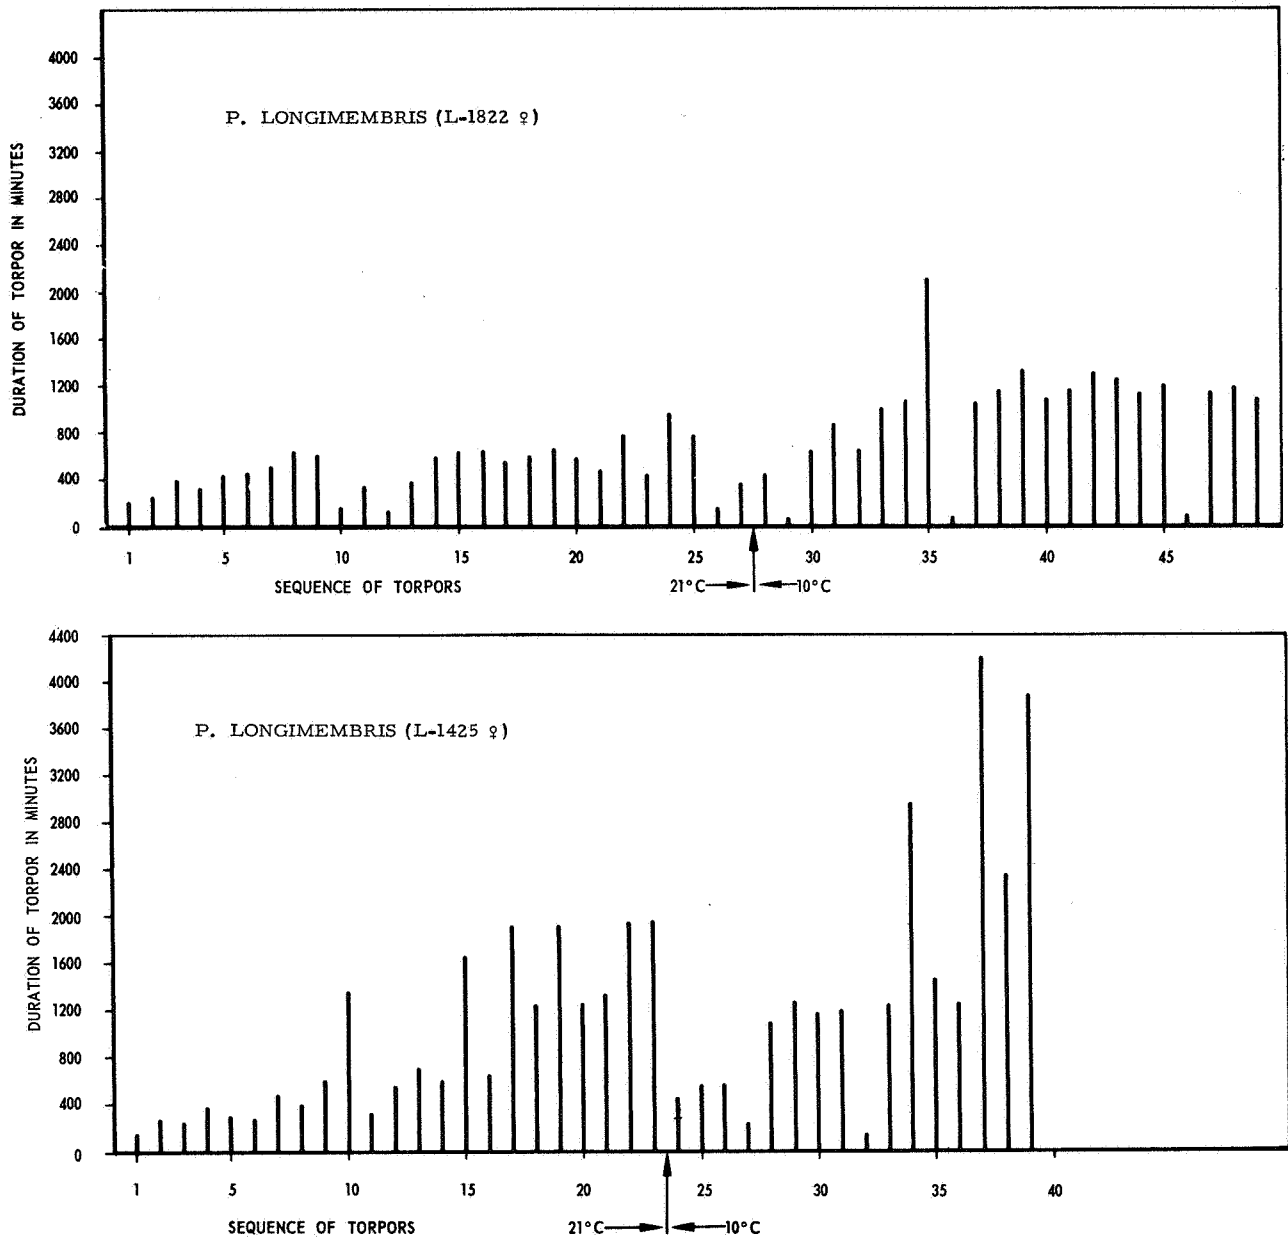 4000
3600
3200
2800
2400
2000
1600
1200
800
400
0
DURATION OF TORPOR IN MINUTES
P. LONGIMEMBRIS (L-1822 ♀)
1 5 10 15 20 25 30 35 40 45
SEQUENCE OF TORPORS
21°C 10°C
4400
4000
3600
3200
2800
2400
2000
1600
1200
800
400
0
DURATION OF TORPOR IN MINUTES
P. LONGIMEMBRIS (L-1425 ♀)
1 5 10 15 20 25 30 35 40
SEQUENCE OF TORPORS
21°C 10°C